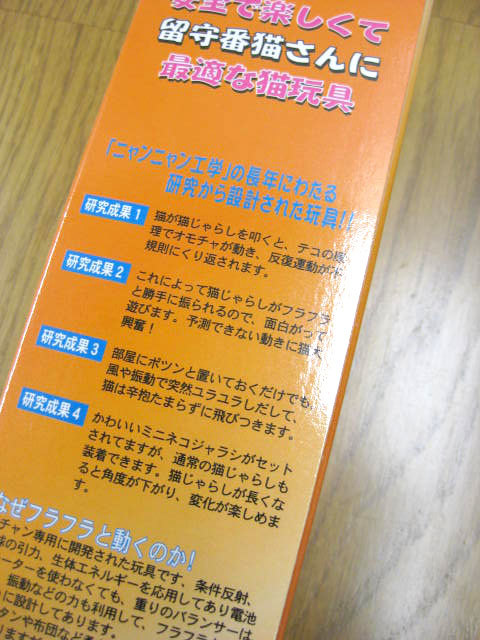 安全で楽しくて
留守番猫さんに
最適な猫玩具
「ニャンニャン工学」の長年にわたる
研究から設計された玩具!!
研究成果1
猫が猫じゃらしを叩くと、テコの原
理でオモチャが動き、反復運動が不
規則にくり返されます。
研究成果2
これによって猫じゃらしがフラフラ
と勝手に振られるので、面白がって
遊びます。予測できない動きに猫大
興奮!
研究成果3
部屋にポツンと置いておくだけでも、
風や振動で突然ユラユラしだして、
猫は辛抱たまらずに飛びつきます。
研究成果4
かわいいミニネコジャラシがセット
されてますが、通常の猫じゃらしも
装着できます。猫じゃらしが長くな
ると角度が下がり、変化が楽しめま
す。
なぜフラフラと動くのか!
チャン専用に開発された玩具です、条件反射、
の引力、生体エネルギーを応用してあり電池
ーターを使わなくても、重りのバランサーは
振動などの力も利用して、フラフラ
に設計してあります。
タンや布団など